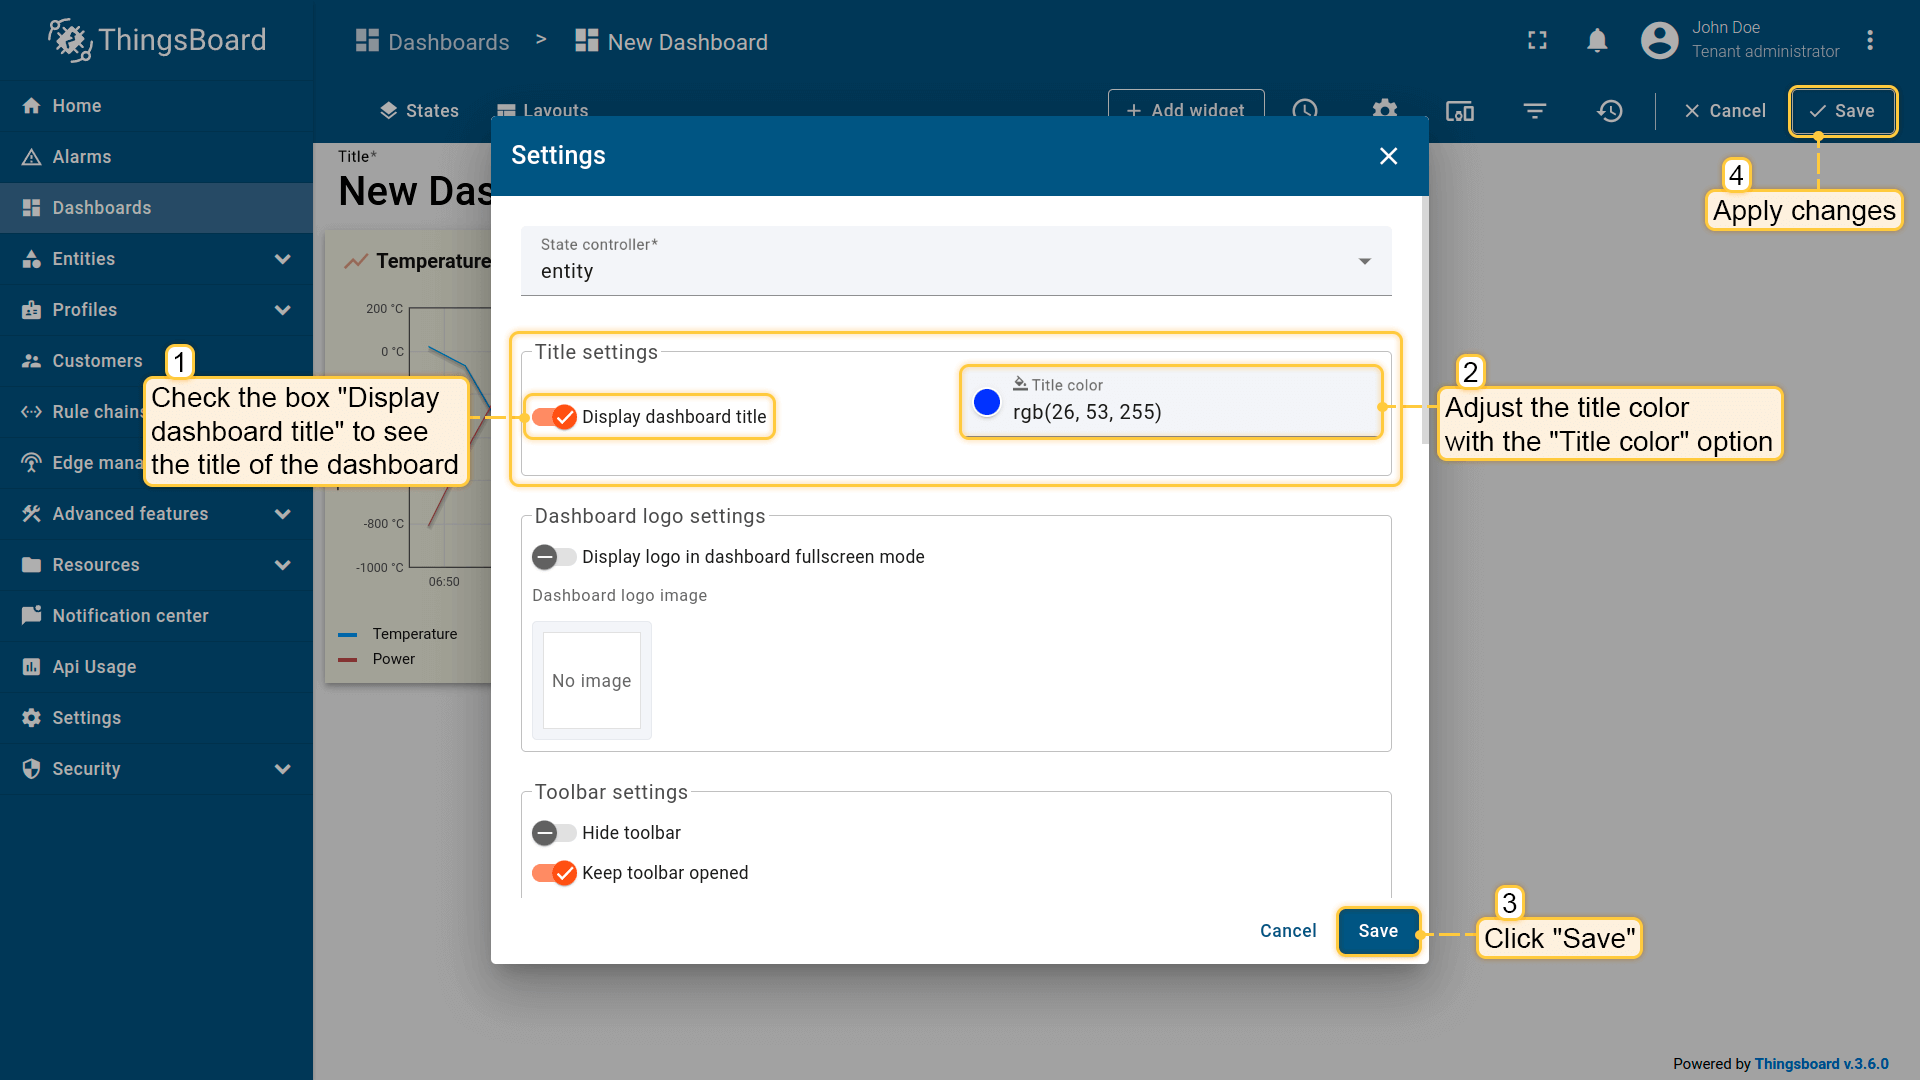 ThingsBoard
Dashboards > New Dashboard
John Doe
Tenant administrator
Home
Alarms
Dashboards
Entities
Profiles
Customers
Rule chains
Edge mana
Advanced features
Resources
Notification center
Api Usage
Settings
Security
States
Layouts
+ Add widget
Cancel
Save
Title*
New Das
Temperature
200 °C
0 °C
-800 °C
-1000 °C
06:50
Temperature
Power
Settings
State controller*
entity
Title settings
Display dashboard title
Title color
rgb(26, 53, 255)
Dashboard logo settings
Display logo in dashboard fullscreen mode
Dashboard logo image
No image
Toolbar settings
Hide toolbar
Keep toolbar opened
Cancel
Save
1
Check the box "Display
dashboard title" to see
the title of the dashboard
2
Adjust the title color
with the "Title color" option
3
Click "Save"
4
Apply changes
Powered by Thingsboard v.3.6.0